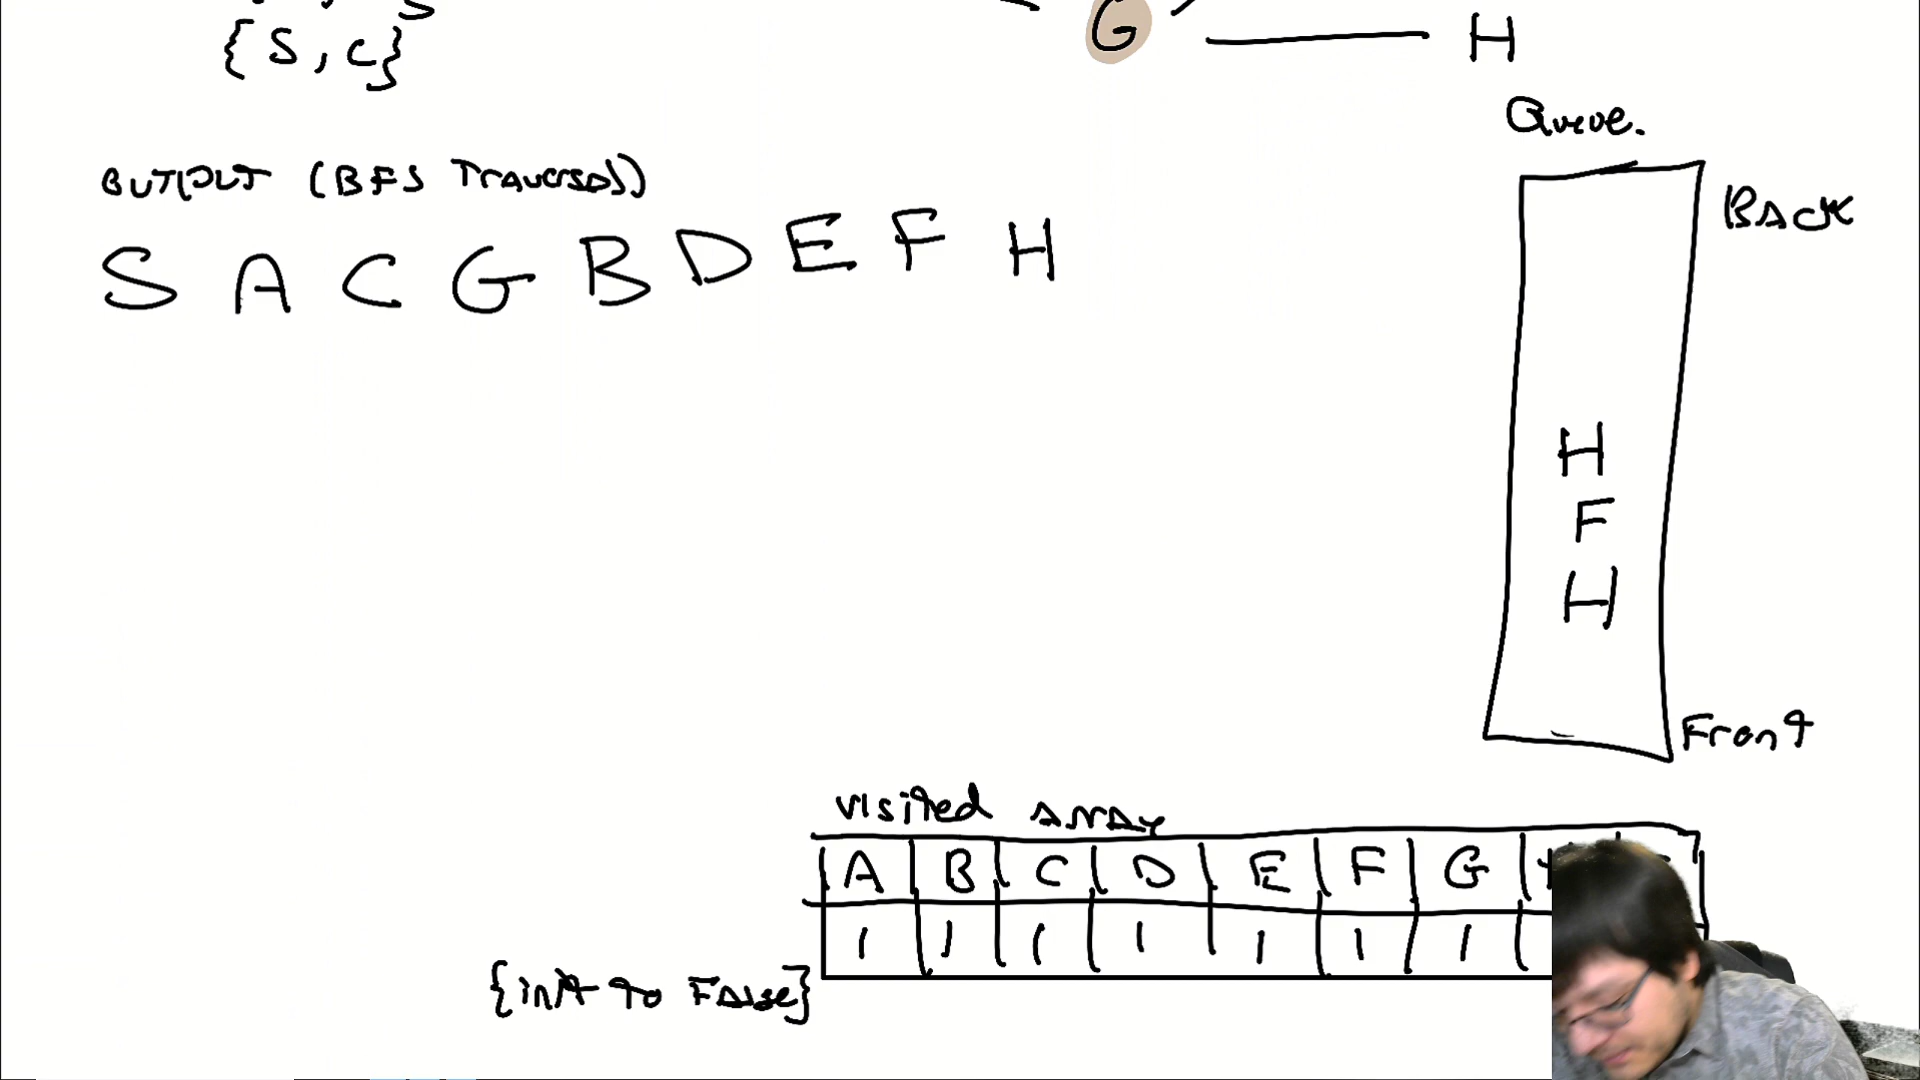 {S, C}
G
H
Queue.
OUTPUT (BFS Traversal)
Back
S A C G B D E F H
H
F
H
Front
visited array
A B C D E F G
1 1 1 1 1 1 1
{init to False}